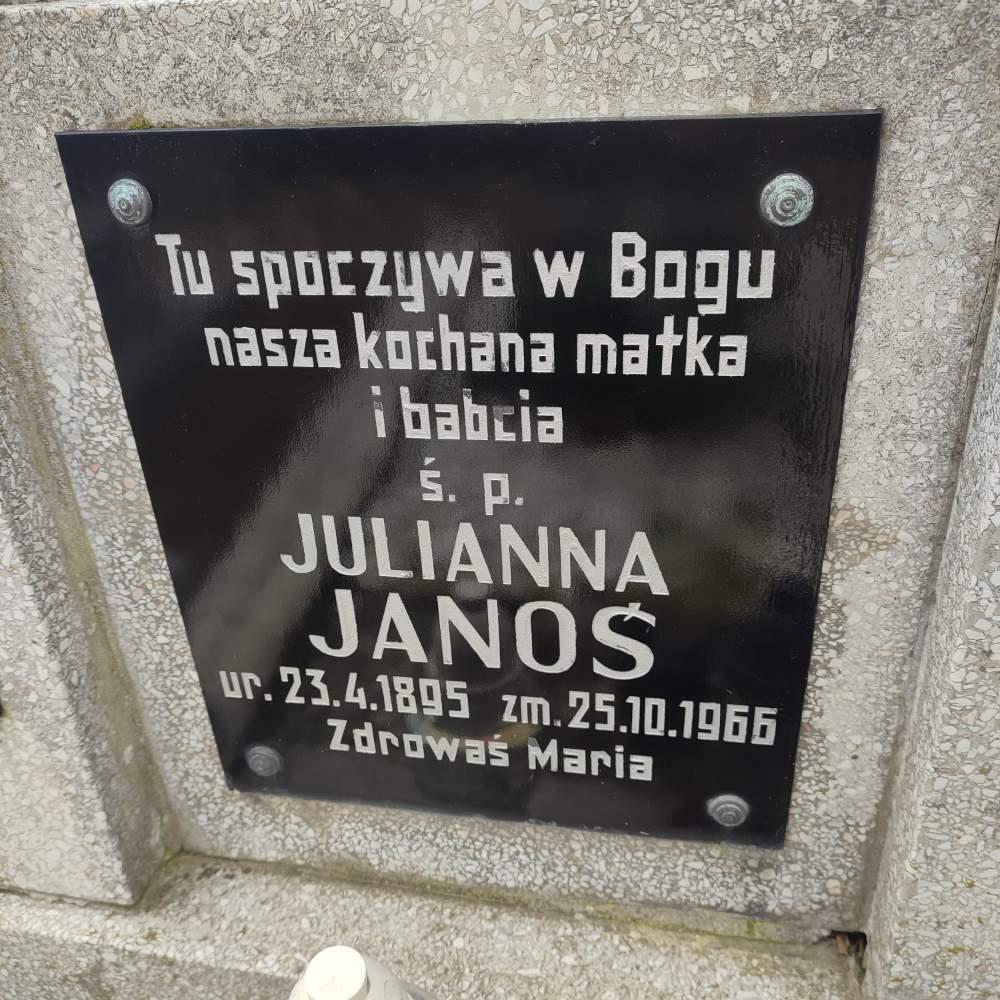 Tu spoczywa w Bogu
nasza kochana matka
i babcia
ś. p.
JULIANNA
JANOŚ
ur. 23.4.1895 zm. 25.10.1966
Zdrowaś Maria